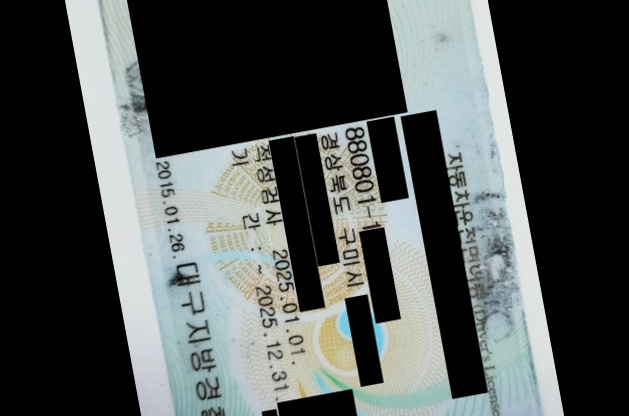 자동차운전면허증 (Driver's License
880801-1
경상북도 구미시
적성검사 2025.01.01.
기 간 : ~ 2025.12.31.
2015.01.26. 대구지방경찰